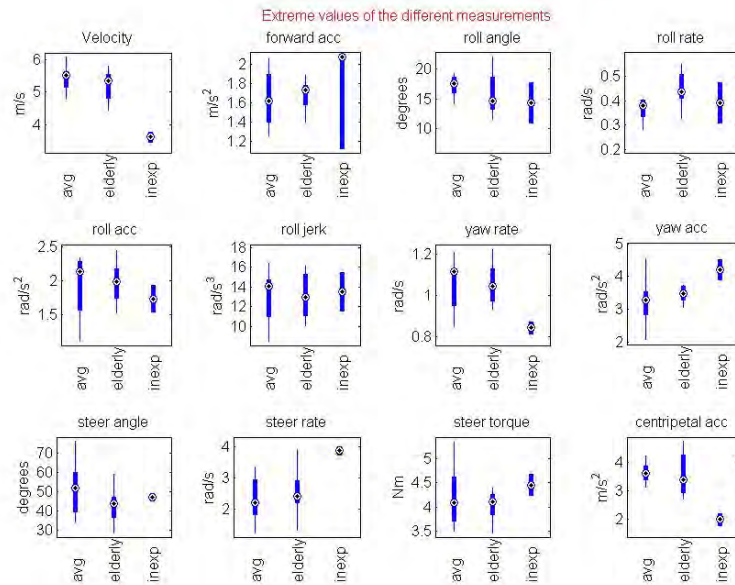 Extreme values of the different measurements
Velocity
m/s
6
5
4
avg
elderly
inexp
forward acc
m/s²
2
1.8
1.6
1.4
1.2
avg
elderly
inexp
roll angle
degrees
20
15
10
avg
elderly
inexp
roll rate
rad/s
0.5
0.4
0.3
0.2
avg
elderly
inexp
roll acc
rad/s²
2.5
2
1.5
avg
elderly
inexp
roll jerk
rad/s³
18
16
14
12
10
avg
elderly
inexp
yaw rate
rad/s
1.2
1
0.8
avg
elderly
inexp
yaw acc
rad/s²
5
4
3
2
avg
elderly
inexp
steer angle
degrees
70
60
50
40
30
avg
elderly
inexp
steer rate
rad/s
4
3
2
avg
elderly
inexp
steer torque
Nm
5
4.5
4
3.5
avg
elderly
inexp
centripetal acc
m/s²
4
3
2
avg
elderly
inexp